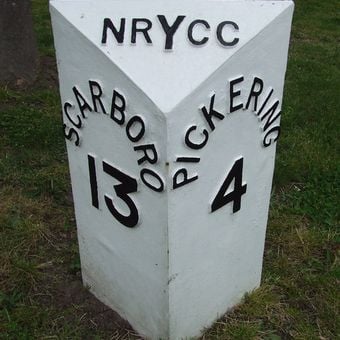 NRYCC
SCARBORO
13
PICKERING
4